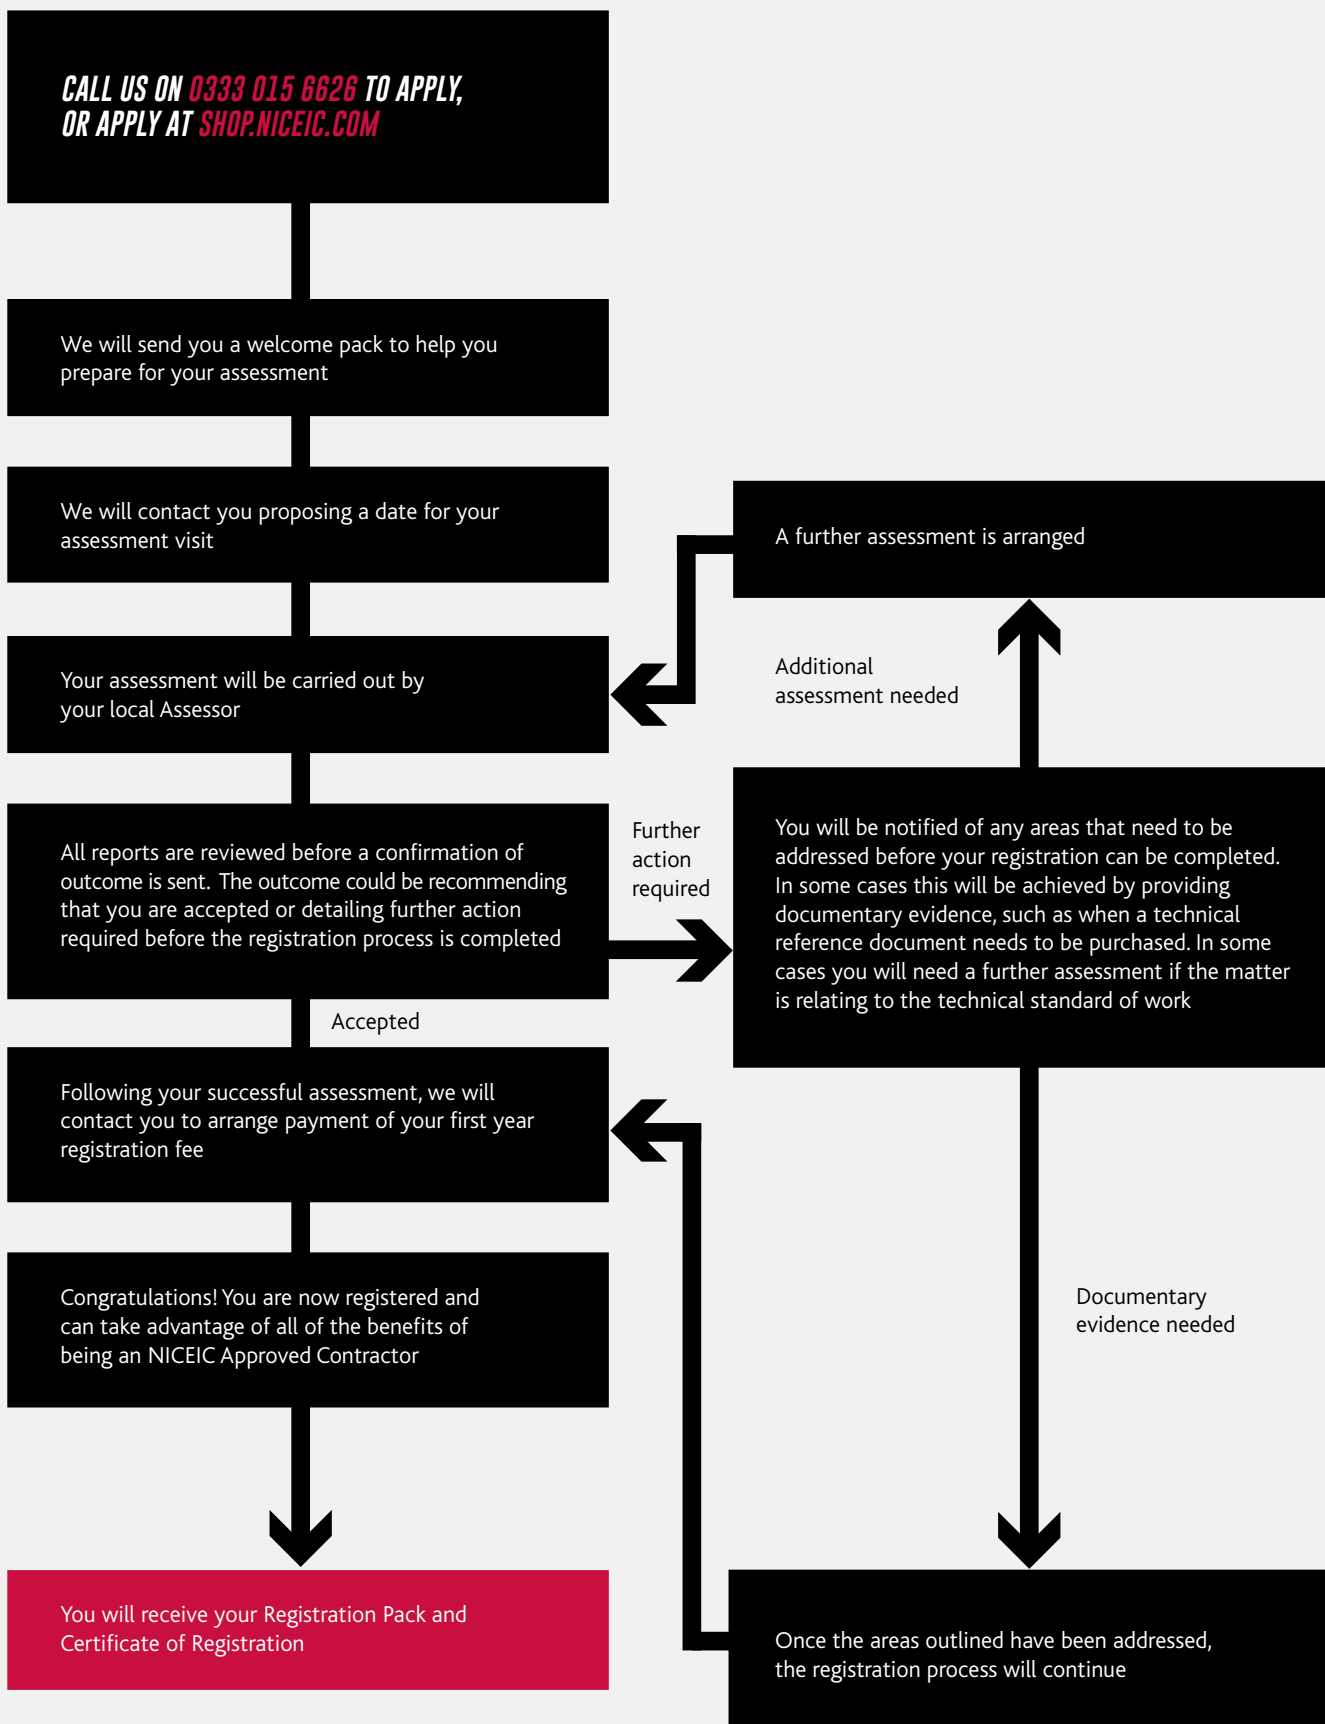 CALL US ON 0333 015 6626 TO APPLY,
OR APPLY AT SHOP.NICEIC.COM
We will send you a welcome pack to help you
prepare for your assessment
We will contact you proposing a date for your
assessment visit
A further assessment is arranged
Your assessment will be carried out by
your local Assessor
Additional
assessment needed
All reports are reviewed before a confirmation of
outcome is sent. The outcome could be recommending
that you are accepted or detailing further action
required before the registration process is completed
Further
action
required
You will be notified of any areas that need to be
addressed before your registration can be completed.
In some cases this will be achieved by providing
documentary evidence, such as when a technical
reference document needs to be purchased. In some
cases you will need a further assessment if the matter
is relating to the technical standard of work
Accepted
Following your successful assessment, we will
contact you to arrange payment of your first year
registration fee
Congratulations! You are now registered and
can take advantage of all of the benefits of
being an NICEIC Approved Contractor
Documentary
evidence needed
You will receive your Registration Pack and
Certificate of Registration
Once the areas outlined have been addressed,
the registration process will continue